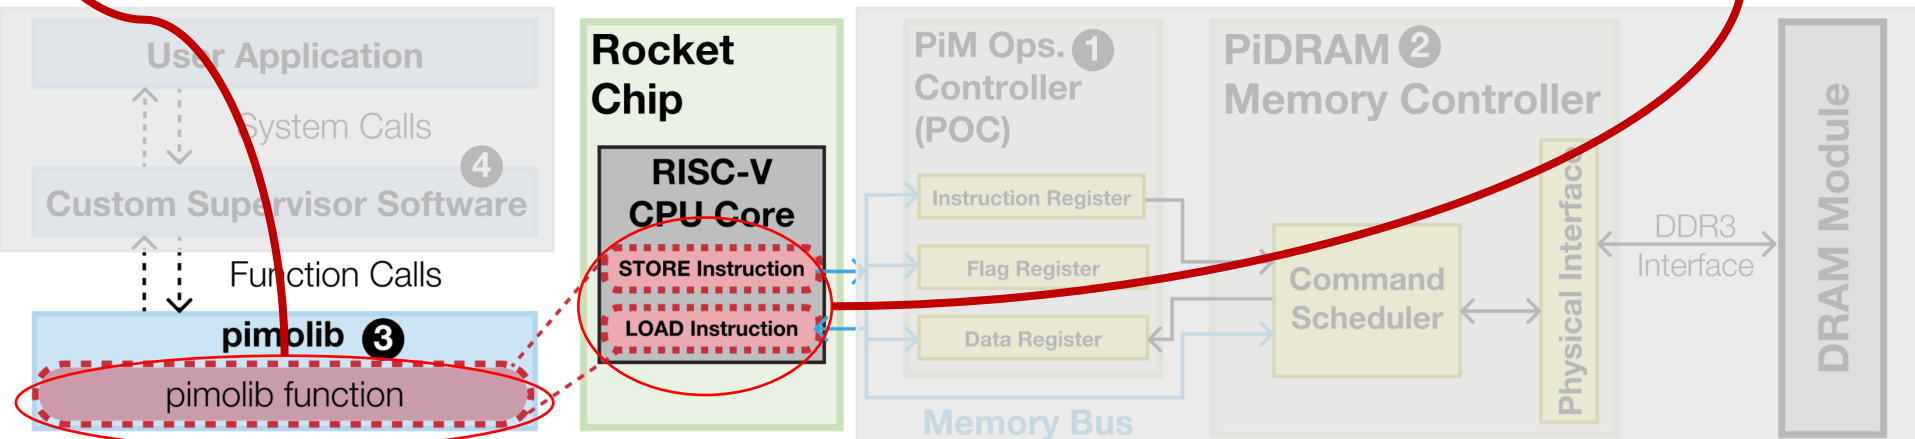 User Application
System Calls
4
Custom Supervisor Software
Function Calls
pimolib 3
pimolib function
Rocket
Chip
RISC-V
CPU Core
STORE Instruction
LOAD Instruction
PiM Ops. 1
Controller
(POC)
Instruction Register
Flag Register
Data Register
Memory Bus
PiDRAM 2
Memory Controller
Command
Scheduler
Physical Interface
DDR3
Interface
DRAM Module